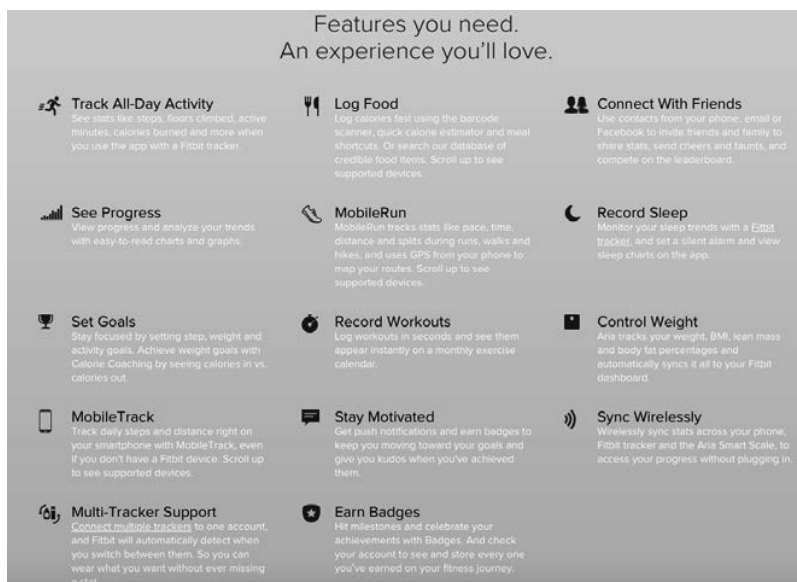 Features you need.
An experience you'll love.
Track All-Day Activity
See stats like steps, floors climbed, active
minutes, calories burned and more when
you use the app with a Fitbit tracker.
Log Food
Log calories fast using the barcode
scanner, quick calorie estimator and meal
shortcuts. Or search our database of
credible food items. Scroll up to see
supported devices.
Connect With Friends
Use contacts from your phone, email or
Facebook to invite friends and family to
share stats, send cheers and taunts, and
compete on the leaderboard.
See Progress
View progress and analyze your trends
with easy-to-read charts and graphs.
MobileRun
MobileRun tracks stats like pace, time,
distance and splits during runs, walks and
hikes, and uses GPS from your phone to
map your routes. Scroll up to see
supported devices.
Record Sleep
Monitor your sleep trends with a Fitbit
tracker, and set a silent alarm and view
sleep charts on the app.
Set Goals
Stay focused by setting step, weight and
activity goals. Achieve weight goals with
Calorie Coaching by seeing calories in vs.
calories out.
Record Workouts
Log workouts in seconds and see them
appear instantly on a monthly exercise
calendar.
Control Weight
Aria tracks your weight, BMI, lean mass
and body fat percentages and
automatically syncs it all to your Fitbit
dashboard.
MobileTrack
Track daily steps and distance right on
your smartphone with MobileTrack, even
if you don't have a Fitbit device. Scroll up
to see supported devices.
Stay Motivated
Get push notifications and earn badges to
keep you moving toward your goals and
give you kudos when you've achieved
them.
Sync Wirelessly
Wirelessly sync stats across your phone,
Fitbit tracker and the Aria Smart Scale, to
access your progress without plugging in.
Multi-Tracker Support
Connect multiple trackers to one account,
and Fitbit will automatically detect when
you switch between them. So you can
wear what you want without ever missing
a stat.
Earn Badges
Hit milestones and celebrate your
achievements with Badges. And check
your account to see and store every one
you've earned on your fitness journey.